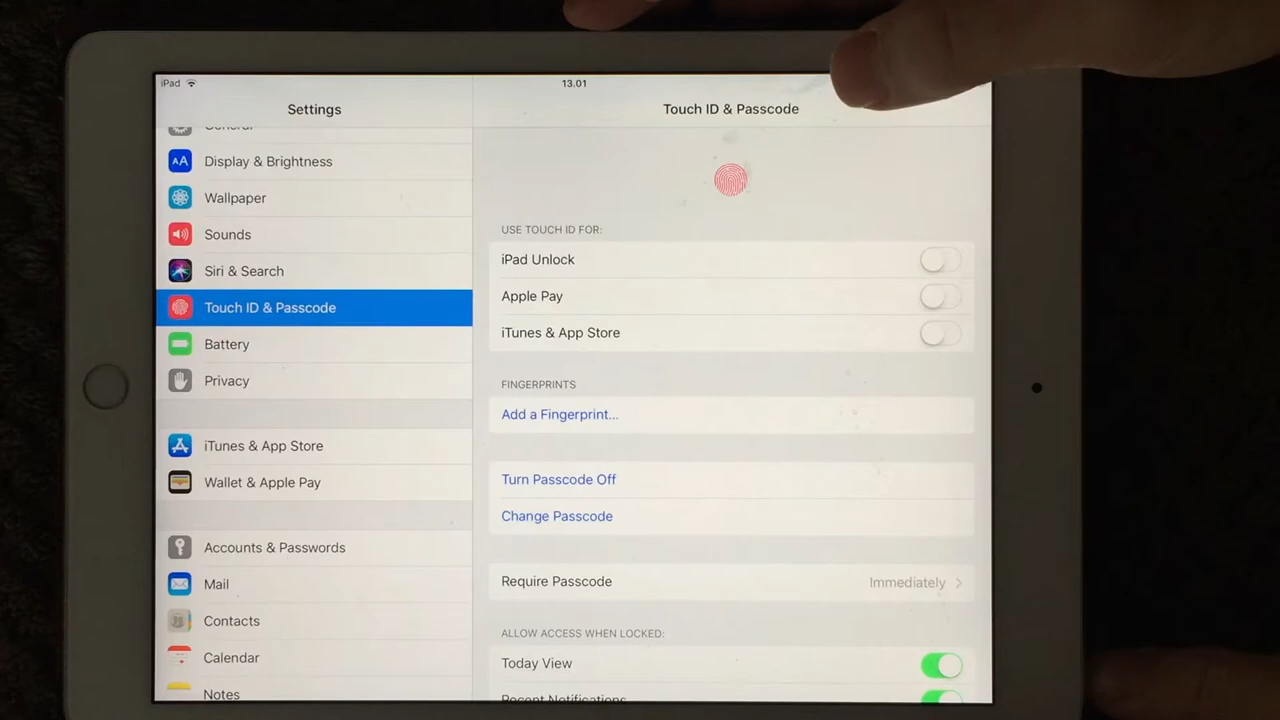 iPad
13.01
Settings
Touch ID & Passcode
General
Display & Brightness
Wallpaper
Sounds
Siri & Search
Touch ID & Passcode
Battery
Privacy
iTunes & App Store
Wallet & Apple Pay
Accounts & Passwords
Mail
Contacts
Calendar
Notes
USE TOUCH ID FOR:
iPad Unlock
Apple Pay
iTunes & App Store
FINGERPRINTS
Add a Fingerprint...
Turn Passcode Off
Change Passcode
Require Passcode Immediately
ALLOW ACCESS WHEN LOCKED:
Today View
Recent Notifications